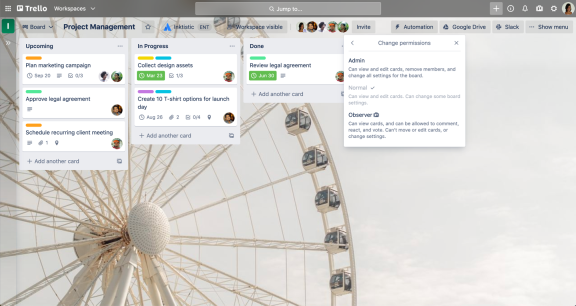 Trello
Workspaces
Jump to...
Board
Project Management
Inklistic
ENT
Workspace visible
Invite
Automation
Google Drive
Slack
Show menu
Upcoming
Plan marketing campaign
Sep 20
0/3
Approve legal agreement
Schedule recurring client meeting
1
+ Add another card
In Progress
Collect design assets
Mar 23
1/3
Create 10 T-shirt options for launch
day
Aug 26
2
0/4
+ Add another card
Done
Review legal agreement
Jun 30
+ Add another card
Change permissions
Admin
Can view and edit cards, remove members, and
change all settings for the board.
Normal
Can view and edit cards. Can change some board
settings.
Observer
Can view cards, and can be allowed to comment,
react, and vote. Can't move or edit cards, or
change settings.